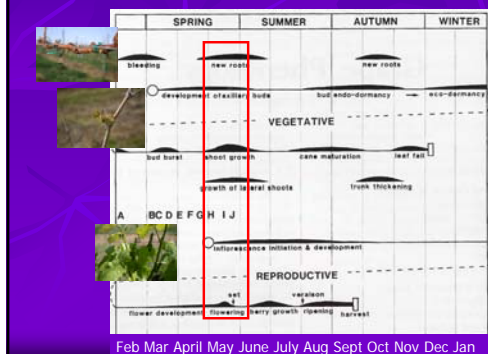 SPRING SUMMER AUTUMN WINTER
bleeding new roots new roots
development of axillary buds bud endo-dormancy → eco-dormancy
VEGETATIVE
bud burst shoot growth cane maturation leaf fall
growth of lateral shoots trunk thickening
A BC D E F G H I J
inflorescence initiation & development
REPRODUCTIVE
set veraison
flower development flowering berry growth ripening harvest
Feb Mar April May June July Aug Sept Oct Nov Dec Jan